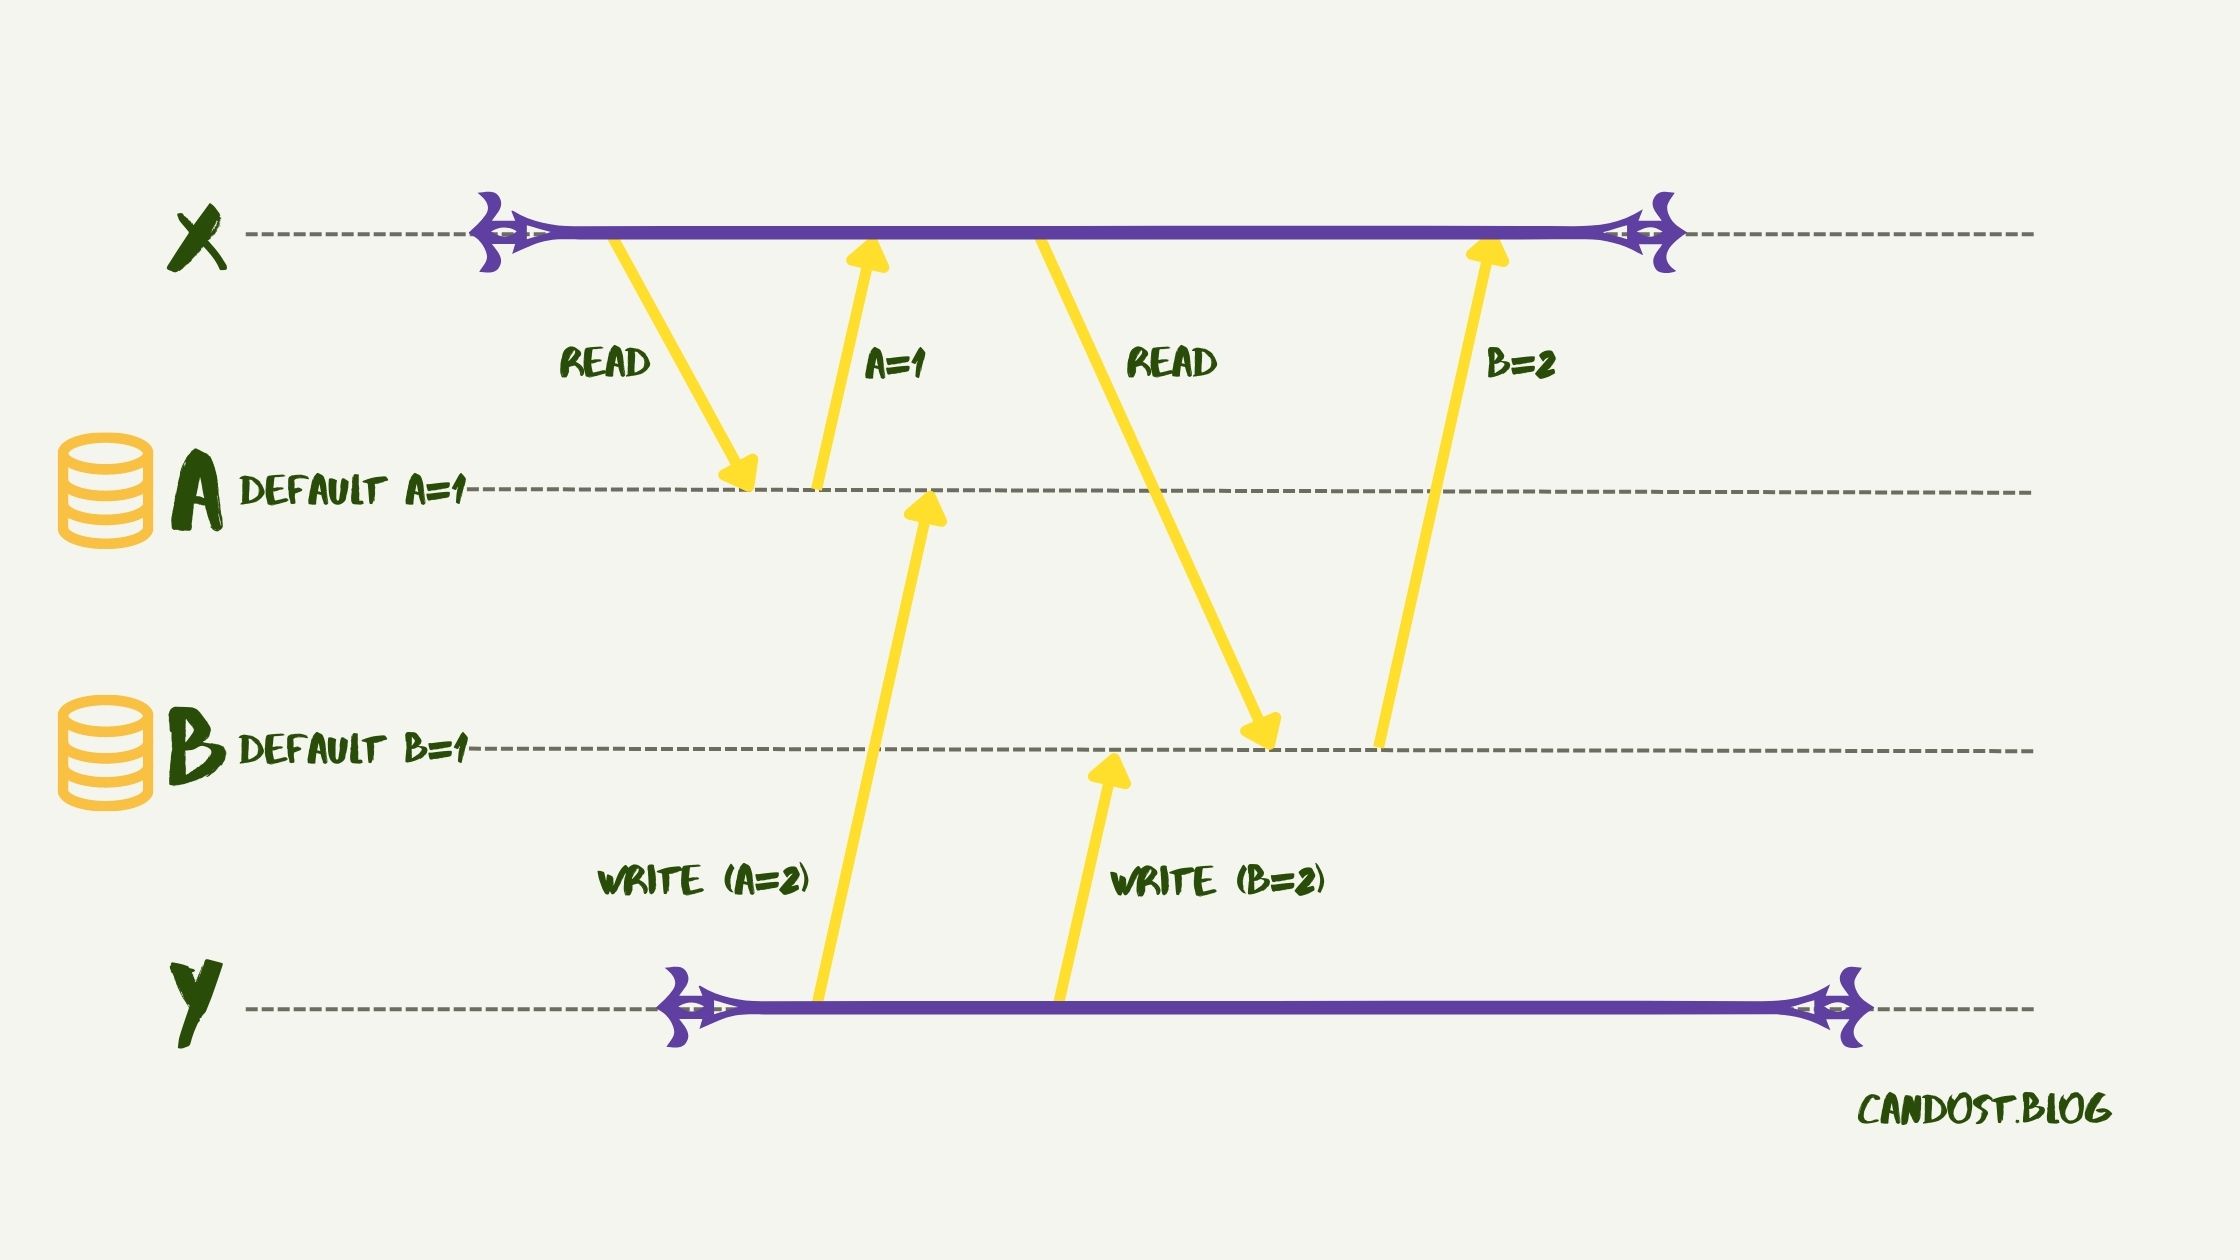 X
READ
A=1
READ
B=2
A DEFAULT A=1
B DEFAULT B=1
WRITE (A=2)
WRITE (B=2)
Y
CANDOST.BLOG